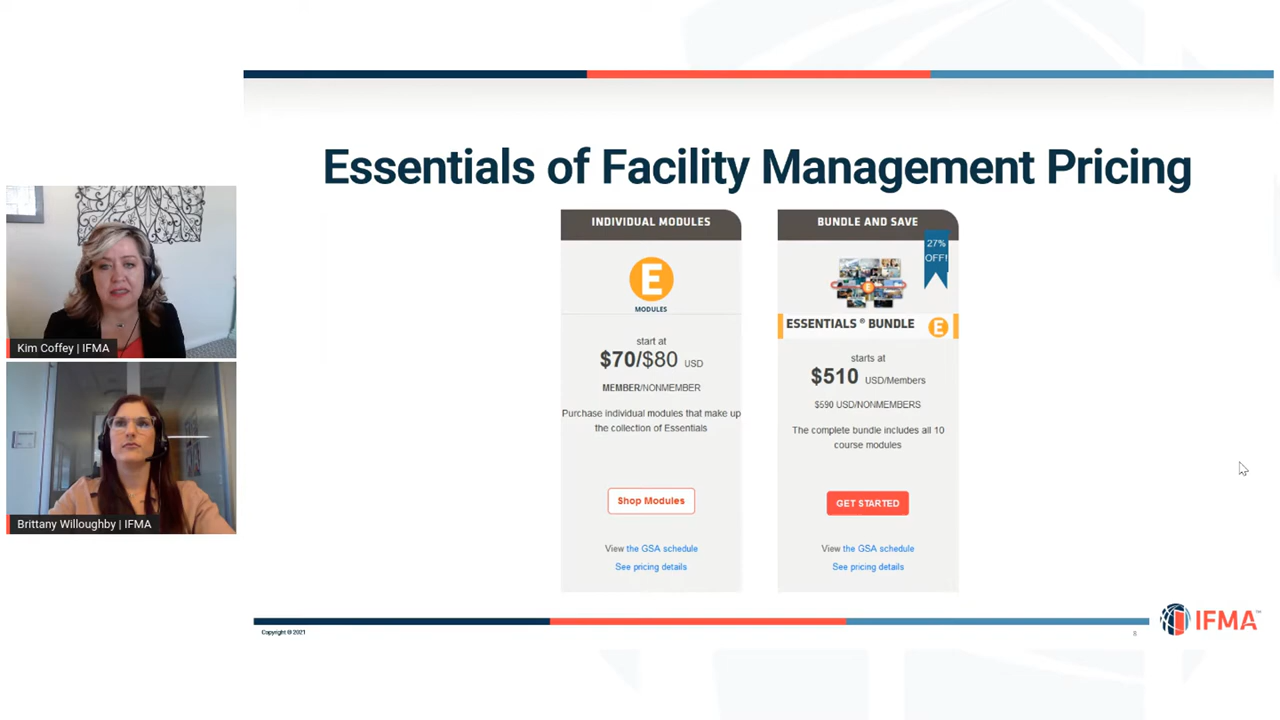 Essentials of Facility Management Pricing
INDIVIDUAL MODULES
E
MODULES
start at
$70/$80 USD
MEMBER/NONMEMBER
Purchase individual modules that make up
the collection of Essentials
Shop Modules
View the GSA schedule
See pricing details
BUNDLE AND SAVE
27%
OFF!
E
ESSENTIALS ® BUNDLE E
starts at
$510 USD/Members
$590 USD/NONMEMBERS
The complete bundle includes all 10
course modules
GET STARTED
View the GSA schedule
See pricing details
Kim Coffey | IFMA
Brittany Willoughby | IFMA
Copyright © 2021
8
IFMA™